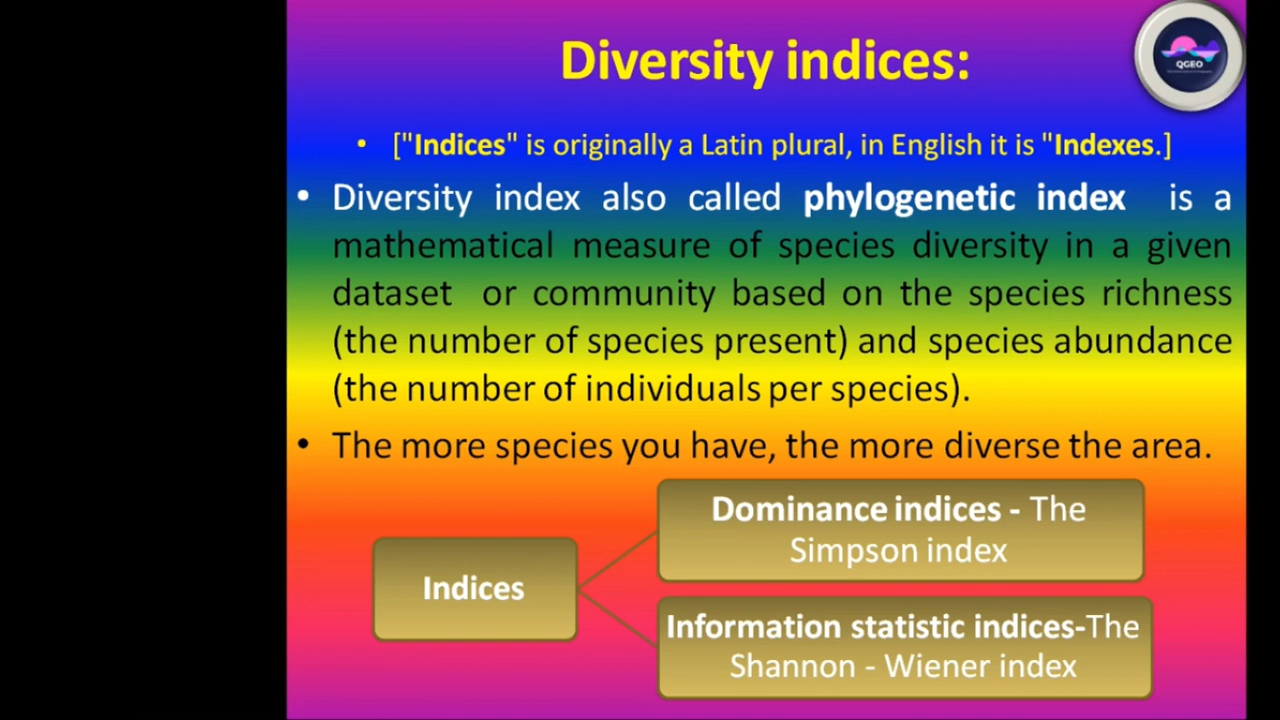 Diversity indices:
QGEO
• ["Indices" is originally a Latin plural, in English it is "Indexes.]
• Diversity index also called phylogenetic index is a
mathematical measure of species diversity in a given
dataset or community based on the species richness
(the number of species present) and species abundance
(the number of individuals per species).
• The more species you have, the more diverse the area.
Dominance indices - The
Simpson index
Indices
Information statistic indices-The
Shannon - Wiener index